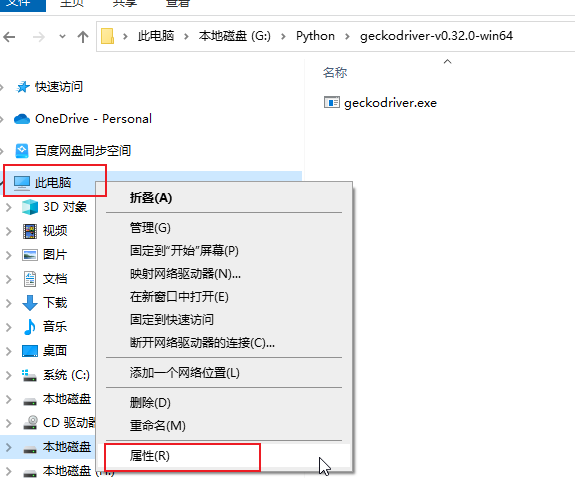 文件 主页 共享 查看
此电脑 > 本地磁盘 (G:) > Python > geckodriver-v0.32.0-win64
名称
快速访问
geckodriver.exe
OneDrive - Personal
百度网盘同步空间
此电脑
3D 对象
视频
图片
文档
下载
音乐
桌面
系统 (C:)
本地磁盘
CD 驱动器
本地磁盘
本地磁盘 (H:)
折叠(A)
管理(G)
固定到"开始"屏幕(P)
映射网络驱动器(N)...
在新窗口中打开(E)
固定到快速访问
断开网络驱动器的连接(C)...
添加一个网络位置(L)
删除(D)
重命名(M)
属性(R)